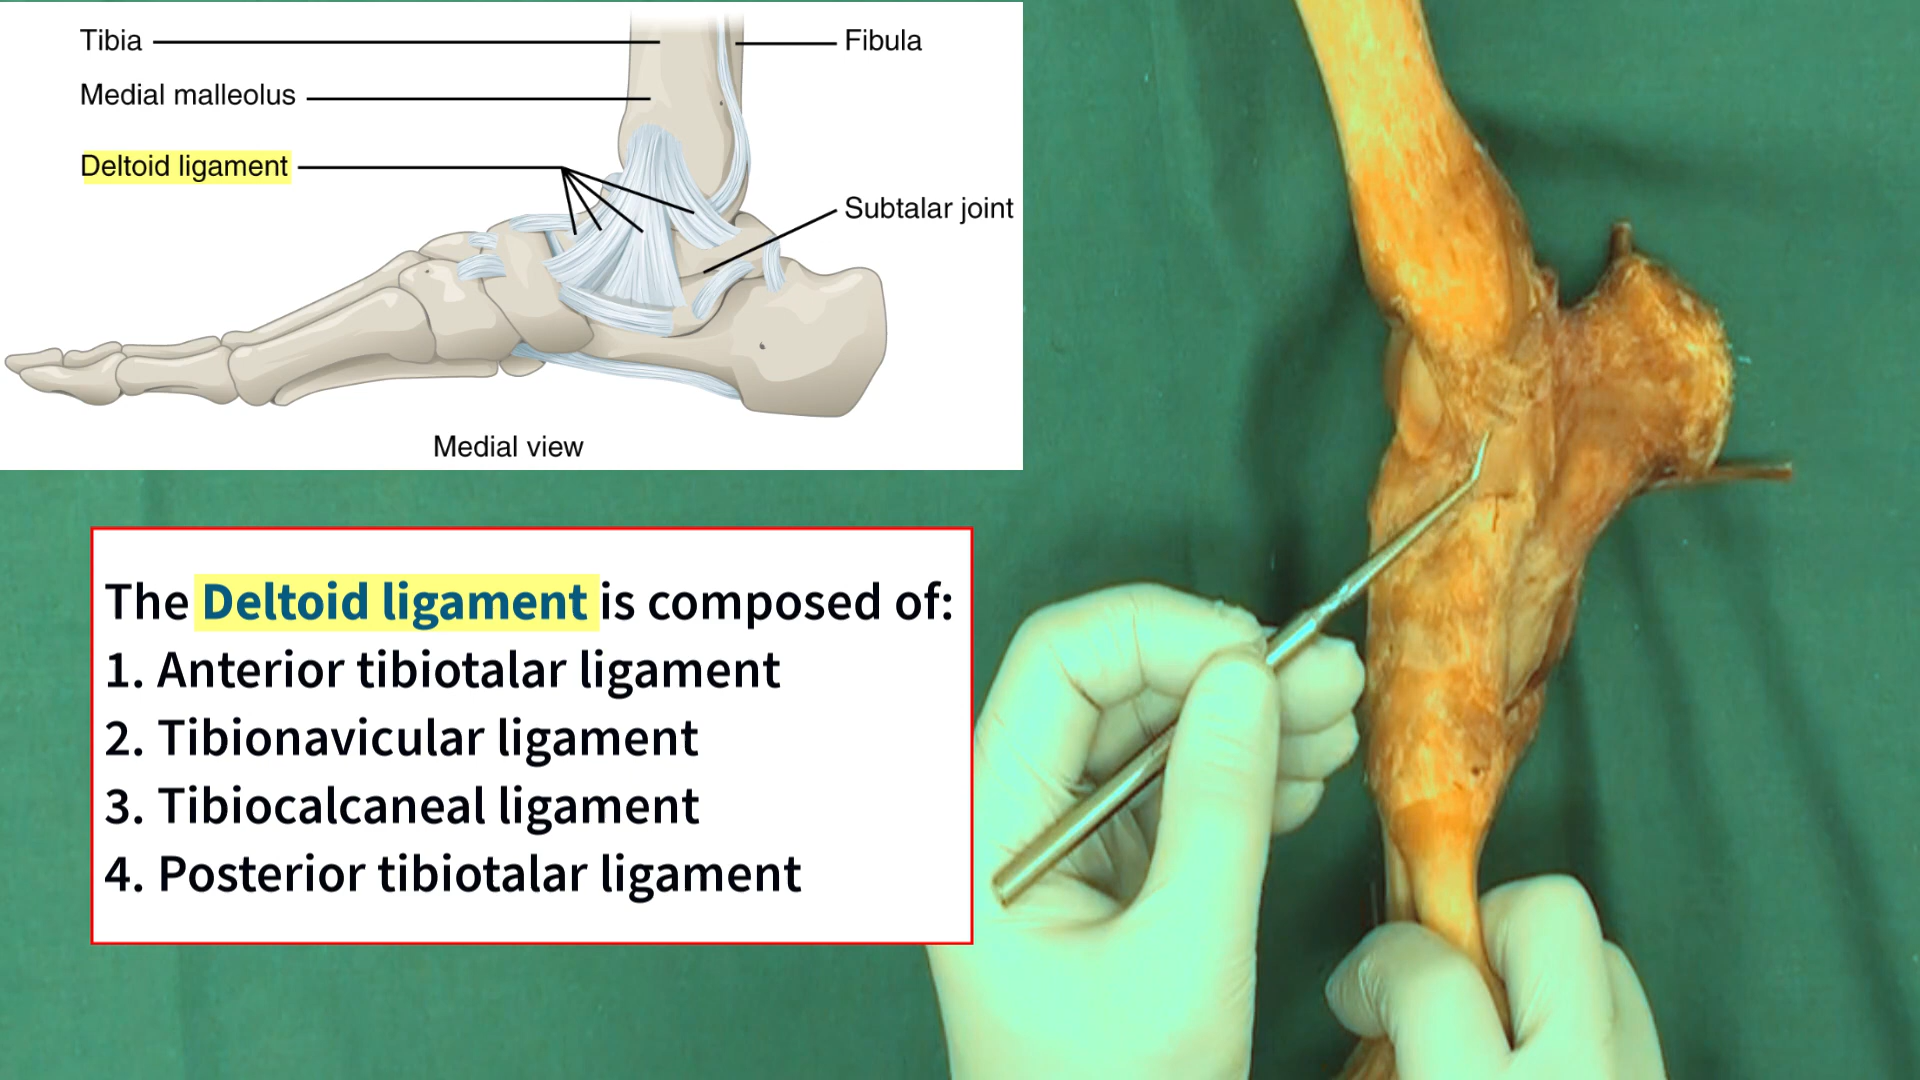 Tibia
Fibula
Medial malleolus
Deltoid ligament
Subtalar joint
Medial view
The Deltoid ligament is composed of:
1. Anterior tibiotalar ligament
2. Tibionavicular ligament
3. Tibiocalcaneal ligament
4. Posterior tibiotalar ligament